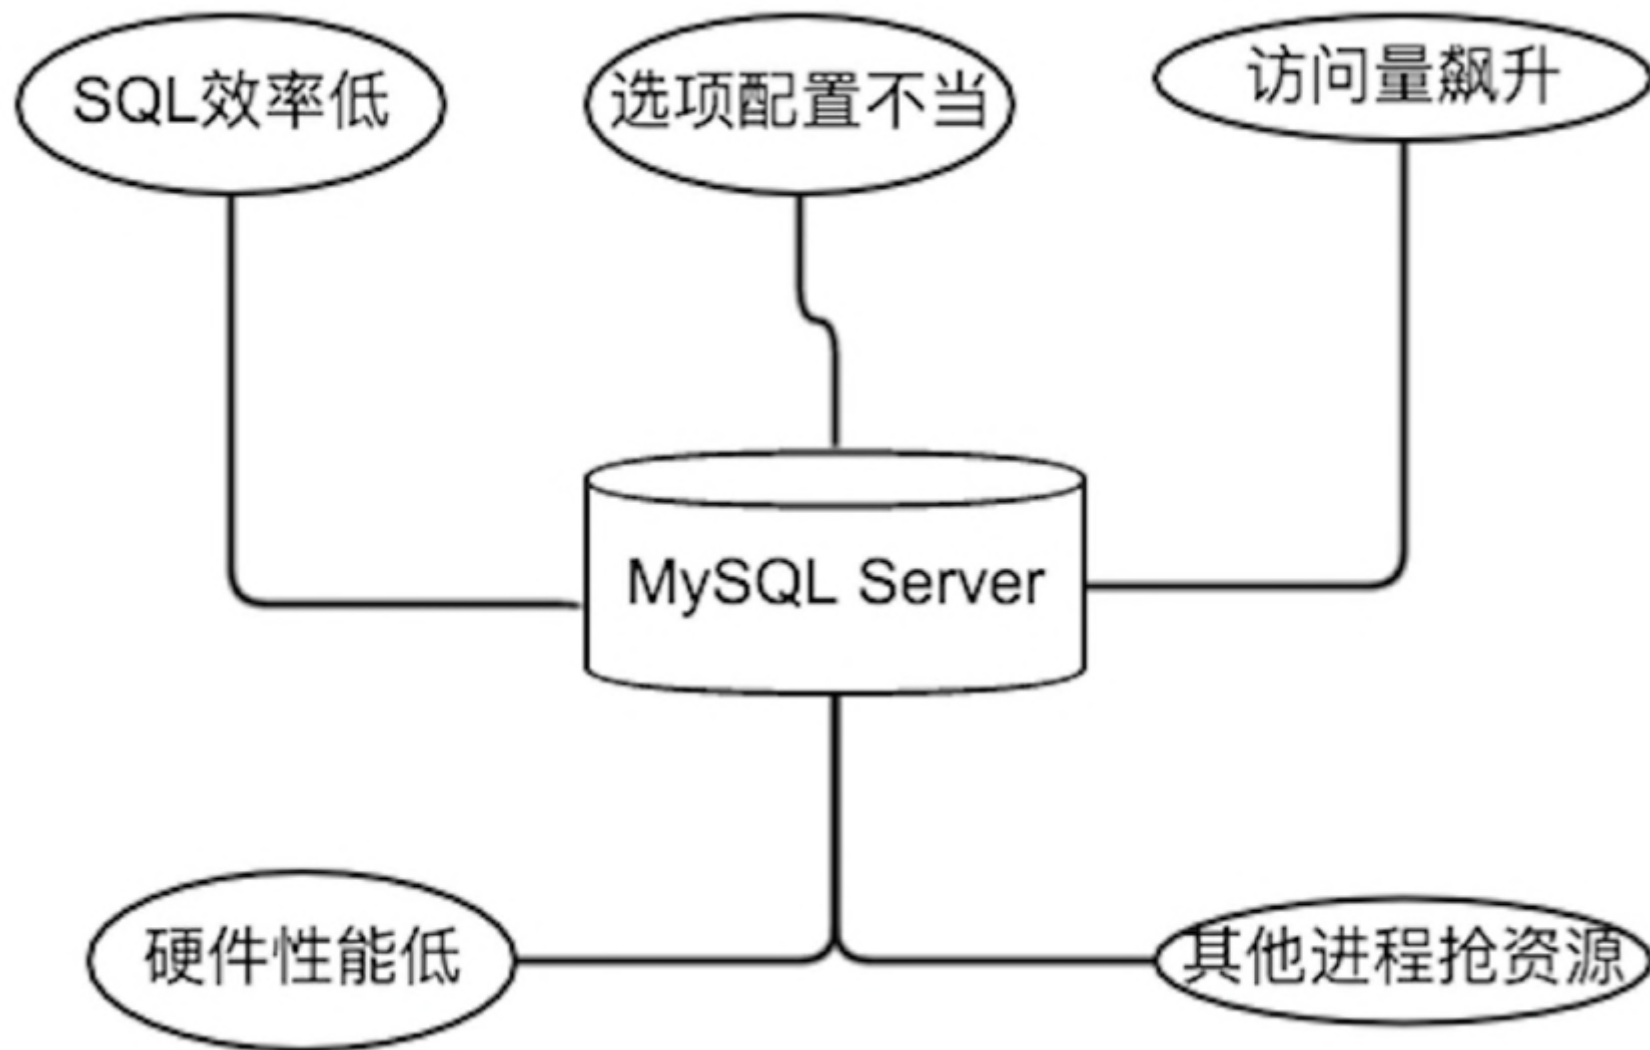 SQL效率低
选项配置不当
访问量飙升
MySQL Server
硬件性能低
其他进程抢资源